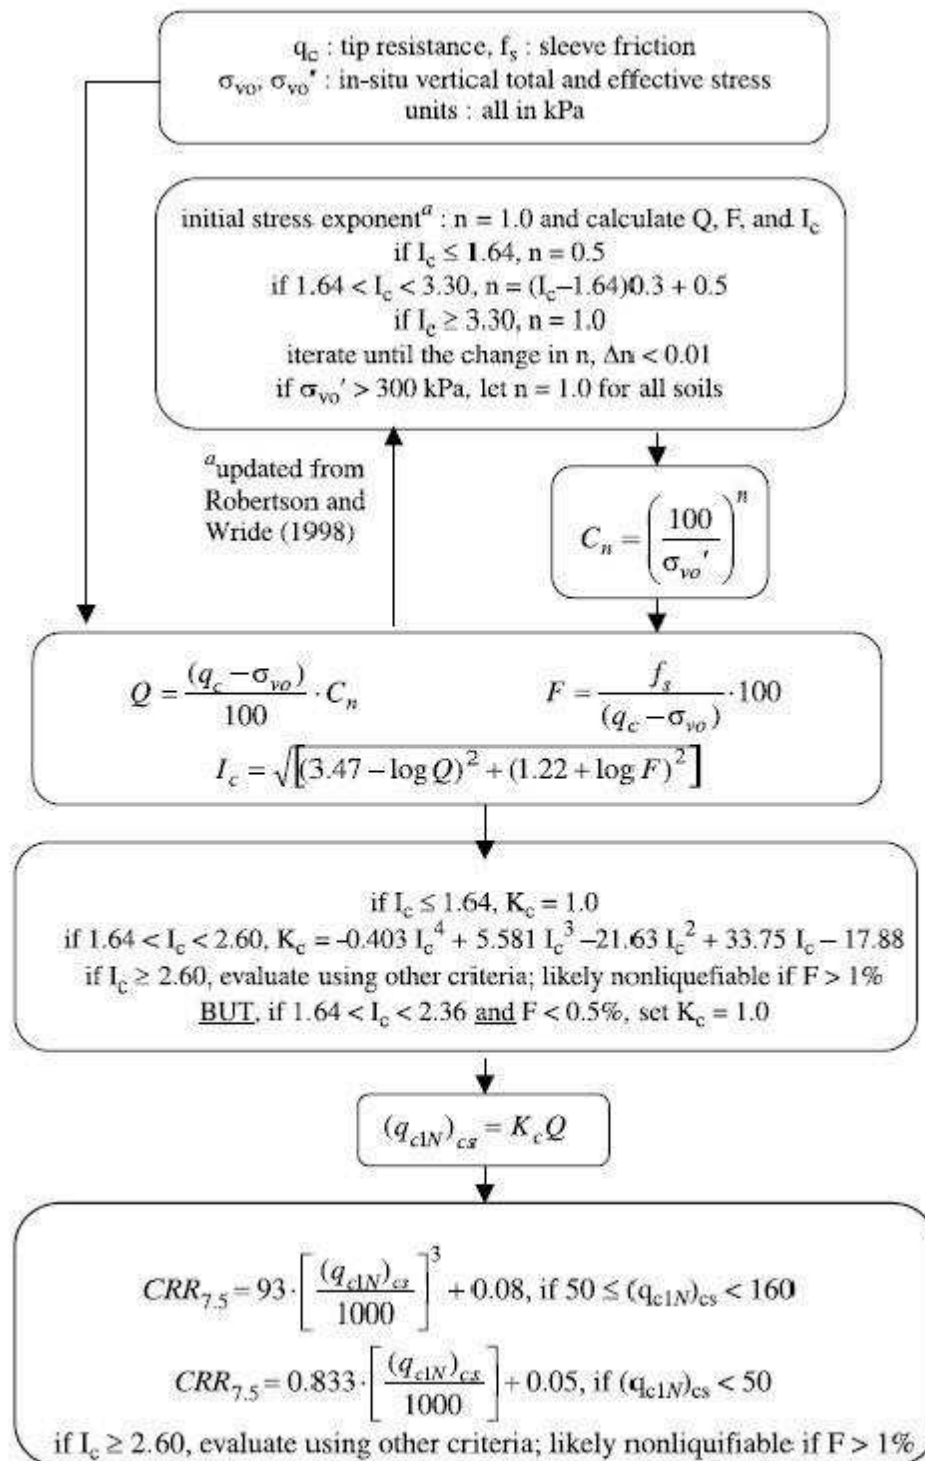 q_c : tip resistance, f_s : sleeve friction
σ_vo, σ_vo' : in-situ vertical total and effective stress
units : all in kPa
initial stress exponent^a : n = 1.0 and calculate Q, F, and I_c
if I_c ≤ 1.64, n = 0.5
if 1.64 < I_c < 3.30, n = (I_c–1.64)0.3 + 0.5
if I_c ≥ 3.30, n = 1.0
iterate until the change in n, Δn < 0.01
if σ_vo' > 300 kPa, let n = 1.0 for all soils
^a updated from
Robertson and
Wride (1998)
C_n = (100 / σ_vo')^n
Q = (q_c – σ_vo) / 100 · C_n
F = f_s / (q_c – σ_vo) · 100
I_c = √[(3.47 – log Q)^2 + (1.22 + log F)^2]
if I_c ≤ 1.64, K_c = 1.0
if 1.64 < I_c < 2.60, K_c = -0.403 I_c^4 + 5.581 I_c^3 –21.63 I_c^2 + 33.75 I_c – 17.88
if I_c ≥ 2.60, evaluate using other criteria; likely nonliquefiable if F > 1%
BUT, if 1.64 < I_c < 2.36 and F < 0.5%, set K_c = 1.0
(q_c1N)_cs = K_c Q
CRR_7.5 = 93 · [(q_c1N)_cs / 1000]^3 + 0.08, if 50 ≤ (q_c1N)_cs < 160
CRR_7.5 = 0.833 · [(q_c1N)_cs / 1000] + 0.05, if (q_c1N)_cs < 50
if I_c ≥ 2.60, evaluate using other criteria; likely nonliquifiable if F > 1%